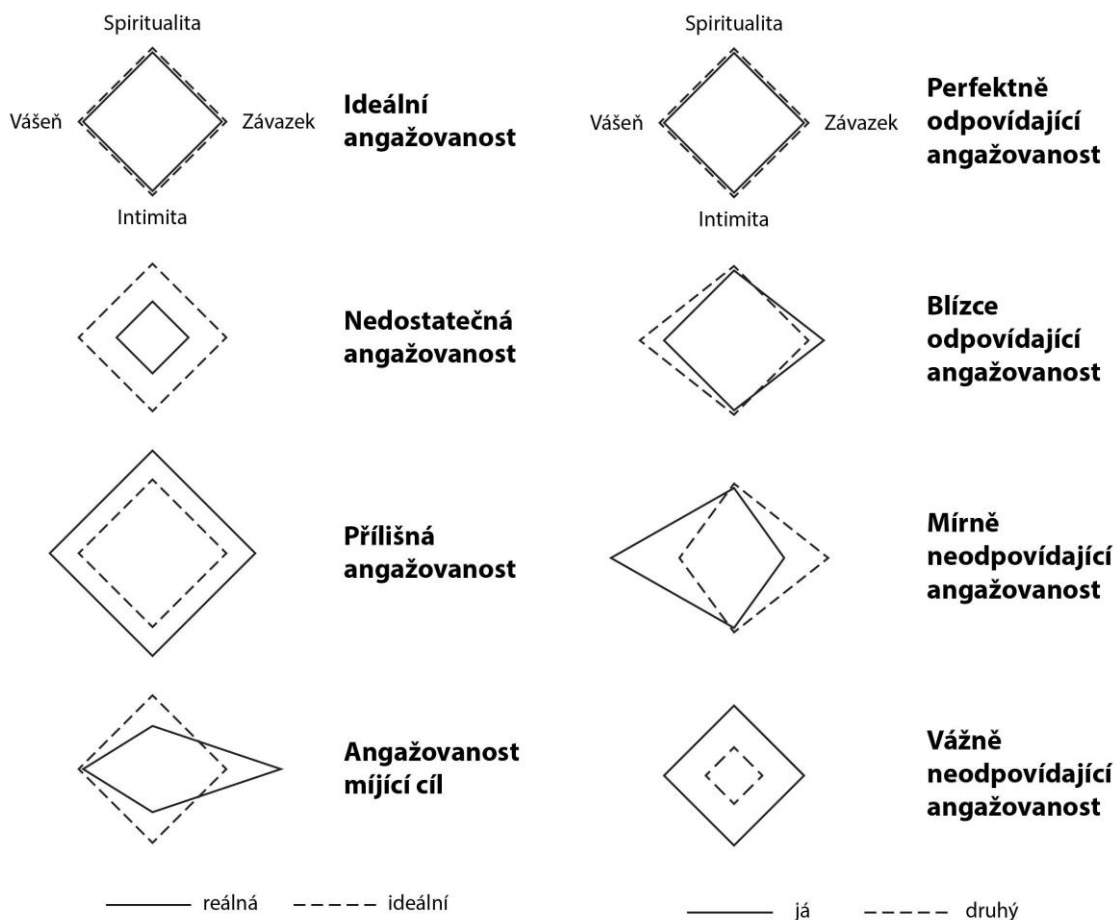 Spiritualita
Vášeň
Závazek
Intimita
Ideální
angažovanost
Nedostatečná
angažovanost
Přílišná
angažovanost
Angažovanost
míjící cíl
reálná
ideální
Spiritualita
Vášeň
Závazek
Intimita
Perfektně
odpovídající
angažovanost
Blízce
odpovídající
angažovanost
Mírně
neodpovídající
angažovanost
Vážně
neodpovídající
angažovanost
já
druhý